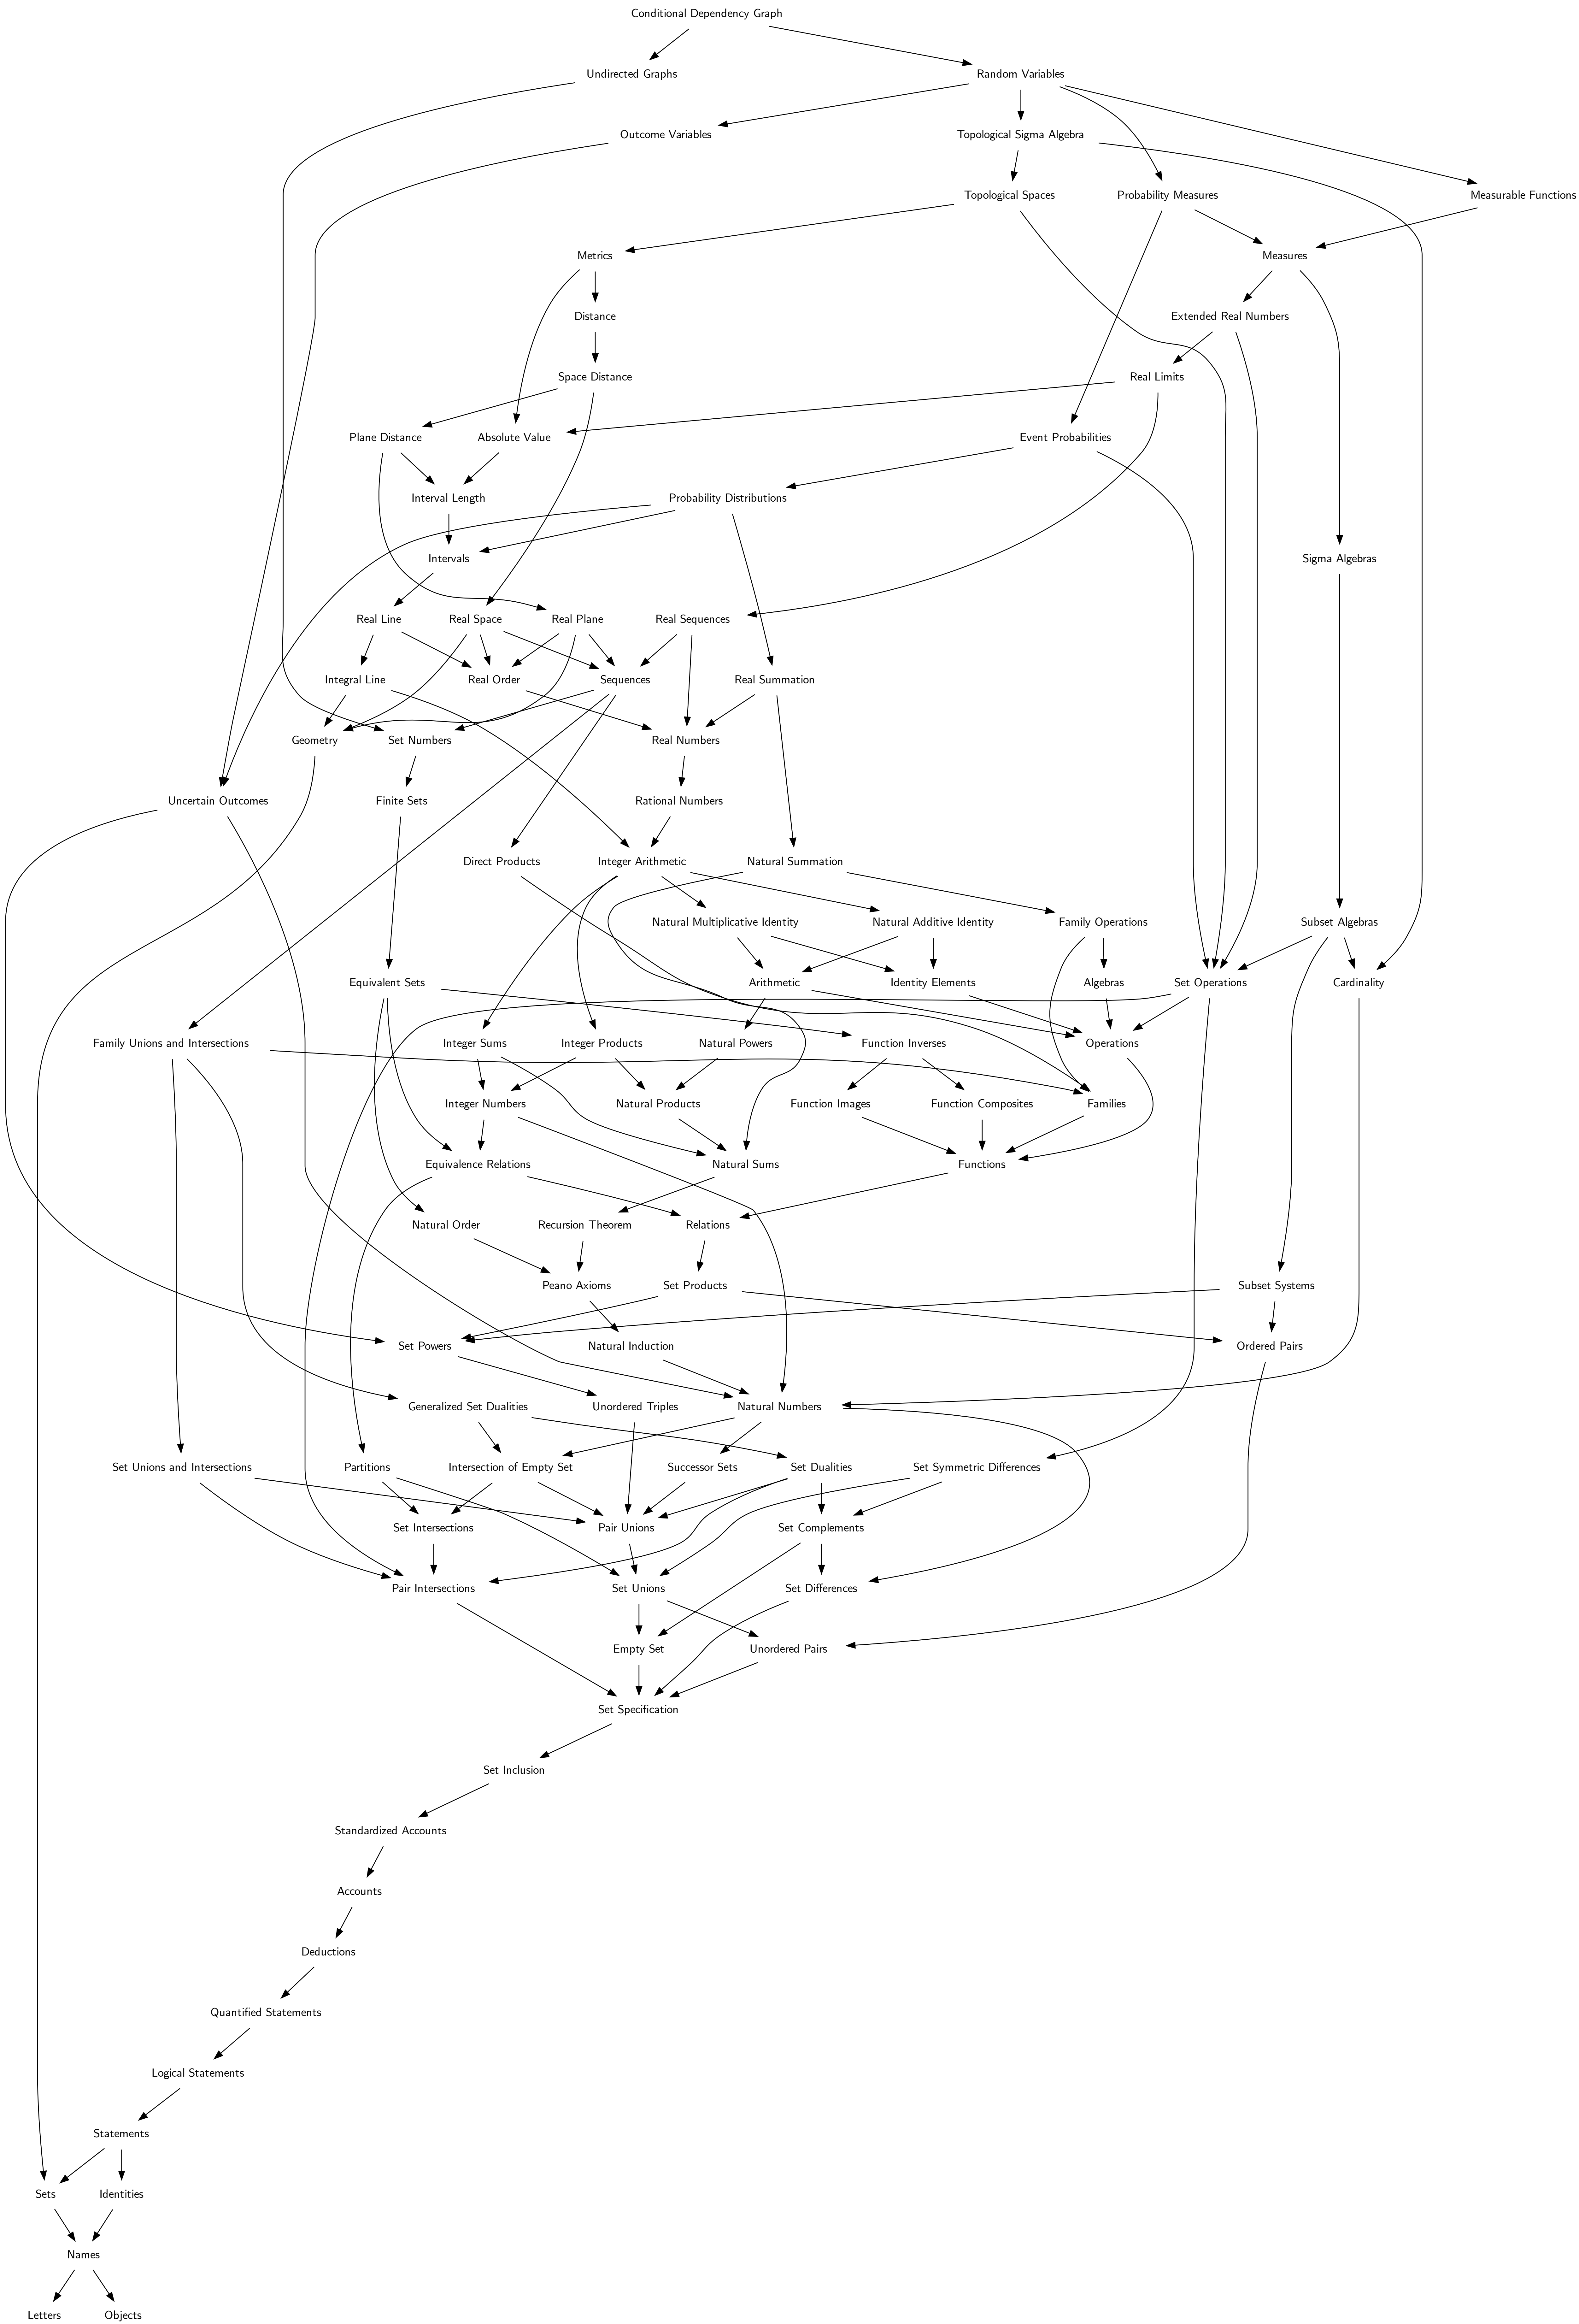 Conditional Dependency Graph
Undirected Graphs
Random Variables
Outcome Variables
Topological Sigma Algebra
Topological Spaces
Probability Measures
Measurable Functions
Metrics
Measures
Distance
Extended Real Numbers
Space Distance
Real Limits
Plane Distance
Absolute Value
Event Probabilities
Interval Length
Probability Distributions
Intervals
Sigma Algebras
Real Line
Real Space
Real Plane
Real Sequences
Integral Line
Real Order
Sequences
Real Summation
Geometry
Set Numbers
Real Numbers
Uncertain Outcomes
Finite Sets
Rational Numbers
Direct Products
Integer Arithmetic
Natural Summation
Natural Multiplicative Identity
Natural Additive Identity
Family Operations
Subset Algebras
Equivalent Sets
Arithmetic
Identity Elements
Algebras
Set Operations
Cardinality
Family Unions and Intersections
Integer Sums
Integer Products
Natural Powers
Function Inverses
Operations
Integer Numbers
Natural Products
Function Images
Function Composites
Families
Equivalence Relations
Natural Sums
Functions
Natural Order
Recursion Theorem
Relations
Peano Axioms
Set Products
Subset Systems
Set Powers
Natural Induction
Ordered Pairs
Generalized Set Dualities
Unordered Triples
Natural Numbers
Set Unions and Intersections
Partitions
Intersection of Empty Set
Successor Sets
Set Dualities
Set Symmetric Differences
Set Intersections
Pair Unions
Set Complements
Pair Intersections
Set Unions
Set Differences
Empty Set
Unordered Pairs
Set Specification
Set Inclusion
Standardized Accounts
Accounts
Deductions
Quantified Statements
Logical Statements
Statements
Sets
Identities
Names
Letters
Objects